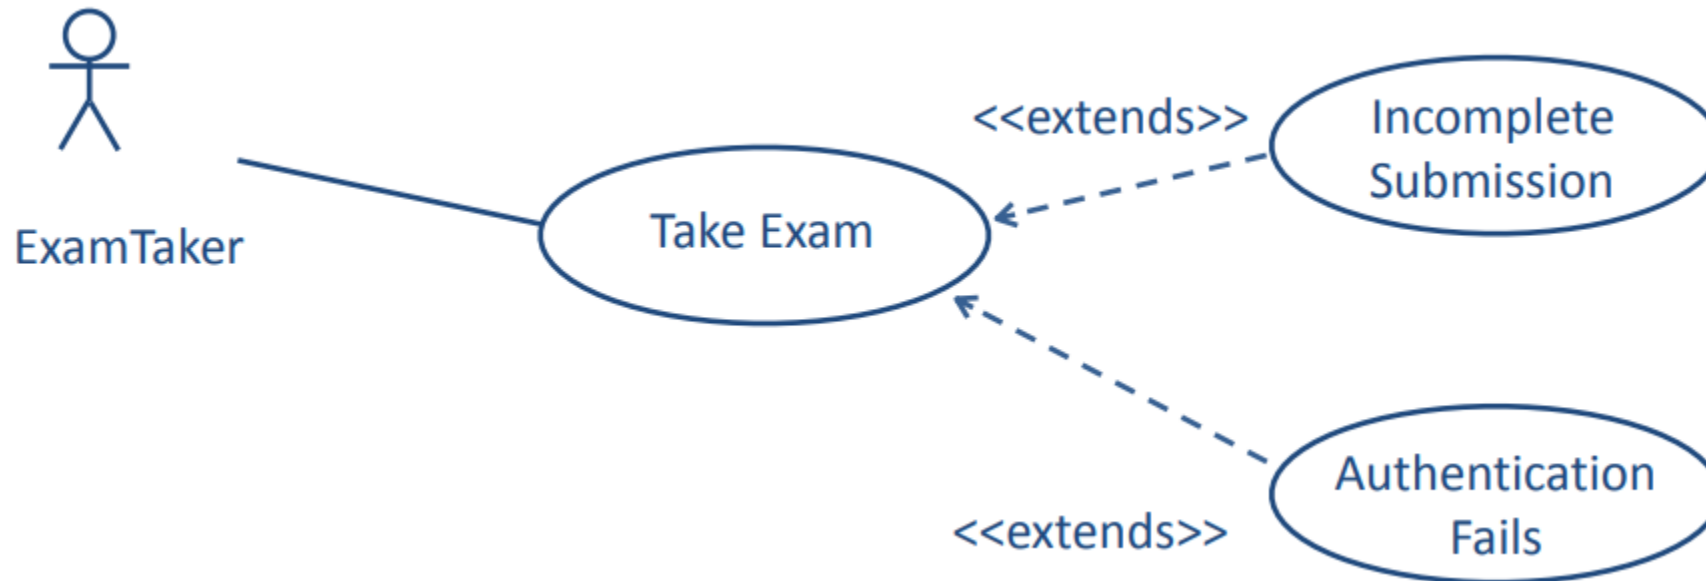 ExamTaker
Take Exam
<<extends>>
Incomplete
Submission
<<extends>>
Authentication
Fails